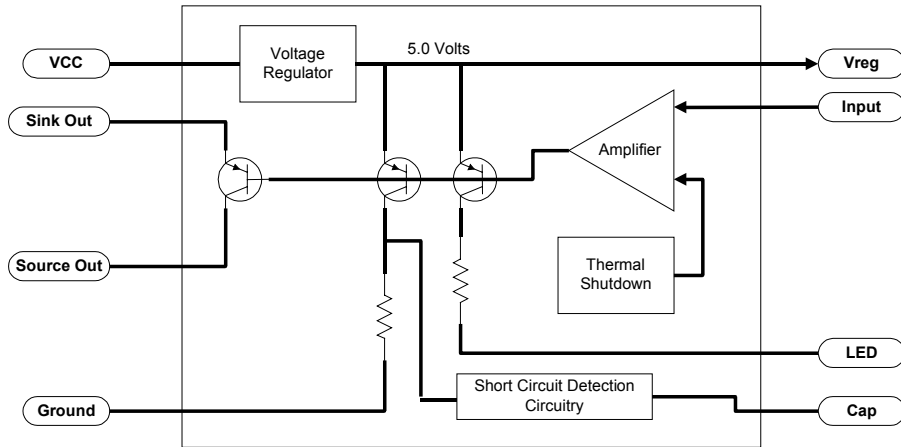 VCC
Voltage
Regulator
5.0 Volts
Vreg
Sink Out
Input
Amplifier
Source Out
Thermal
Shutdown
LED
Short Circuit Detection
Circuitry
Ground
Cap